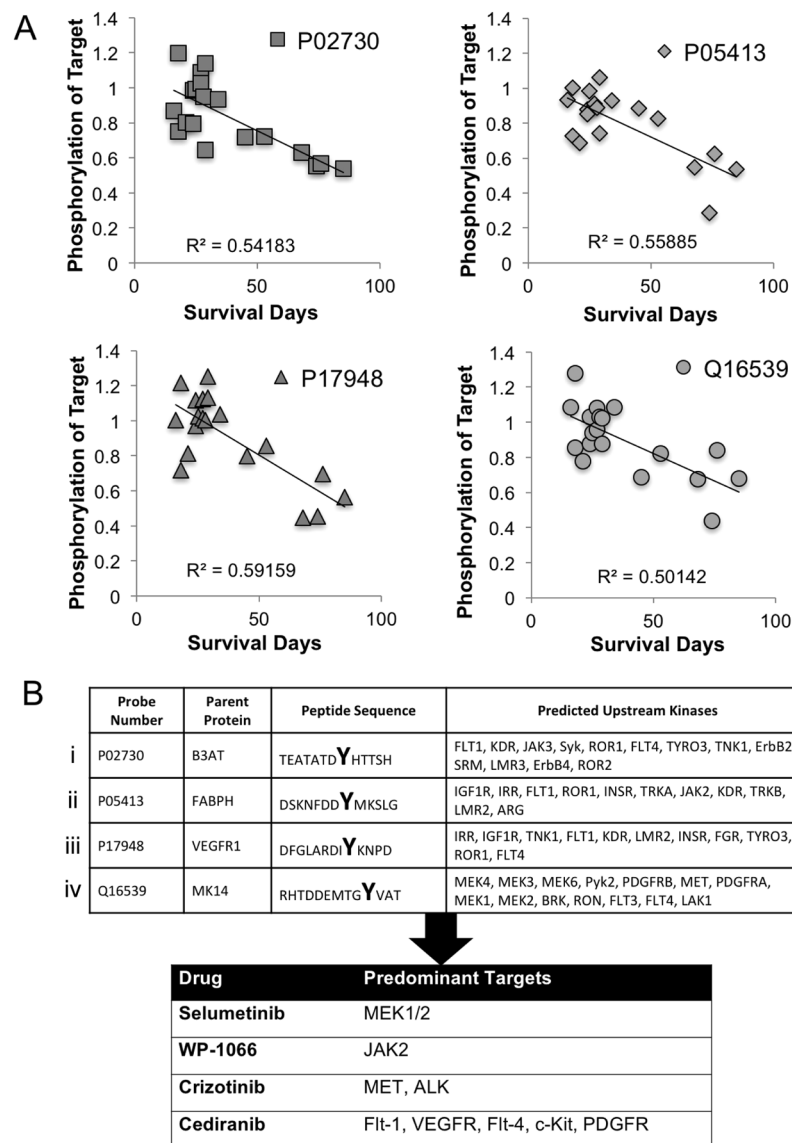 A
P02730
Phosphorylation of Target
1.4
1.2
1
0.8
0.6
0.4
0.2
0
R² = 0.54183
0 50 100
Survival Days
P05413
Phosphorylation of Target
1.4
1.2
1
0.8
0.6
0.4
0.2
0
R² = 0.55885
0 50 100
Survival Days
P17948
Phosphorylation of Target
1.4
1.2
1
0.8
0.6
0.4
0.2
0
R² = 0.59159
0 50 100
Survival Days
Q16539
Phosphorylation of Target
1.4
1.2
1
0.8
0.6
0.4
0.2
0
R² = 0.50142
0 50 100
Survival Days
B
Probe Number Parent Protein Peptide Sequence Predicted Upstream Kinases
i P02730 B3AT TEATATDYHTTSH FLT1, KDR, JAK3, Syk, ROR1, FLT4, TYRO3, TNK1, ErbB2
SRM, LMR3, ErbB4, ROR2
ii P05413 FABPH DSKNFDDYMKSLG IGF1R, IRR, FLT1, ROR1, INSR, TRKA, JAK2, KDR, TRKB,
LMR2, ARG
iii P17948 VEGFR1 DFGLARDIYKNPD IRR, IGF1R, TNK1, FLT1, KDR, LMR2, INSR, FGR, TYRO3,
ROR1, FLT4
iv Q16539 MK14 RHTDDEMTGYVAT MEK4, MEK3, MEK6, Pyk2, PDGFRB, MET, PDGFRA,
MEK1, MEK2, BRK, RON, FLT3, FLT4, LAK1
Drug Predominant Targets
Selumetinib MEK1/2
WP-1066 JAK2
Crizotinib MET, ALK
Cediranib Flt-1, VEGFR, Flt-4, c-Kit, PDGFR